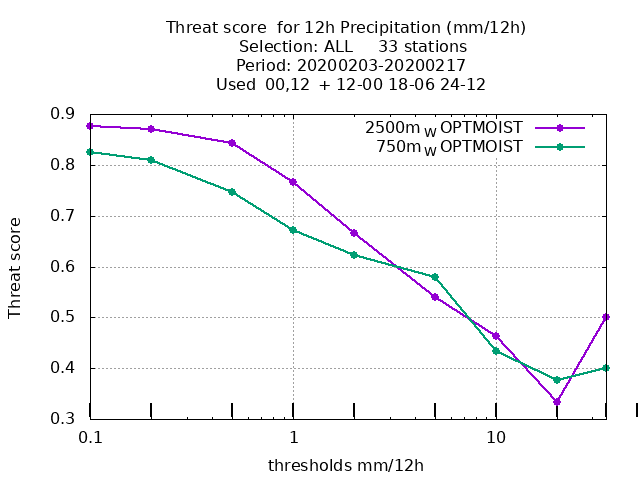 Threat score  for 12h Precipitation (mm/12h)
Selection: ALL     33 stations
Period: 20200203-20200217
Used  00,12  + 12-00 18-06 24-12
2500m W OPTMOIST
750m W OPTMOIST
0.9
0.8
0.7
0.6
0.5
0.4
0.3
Threat score
0.1
1
10
thresholds mm/12h